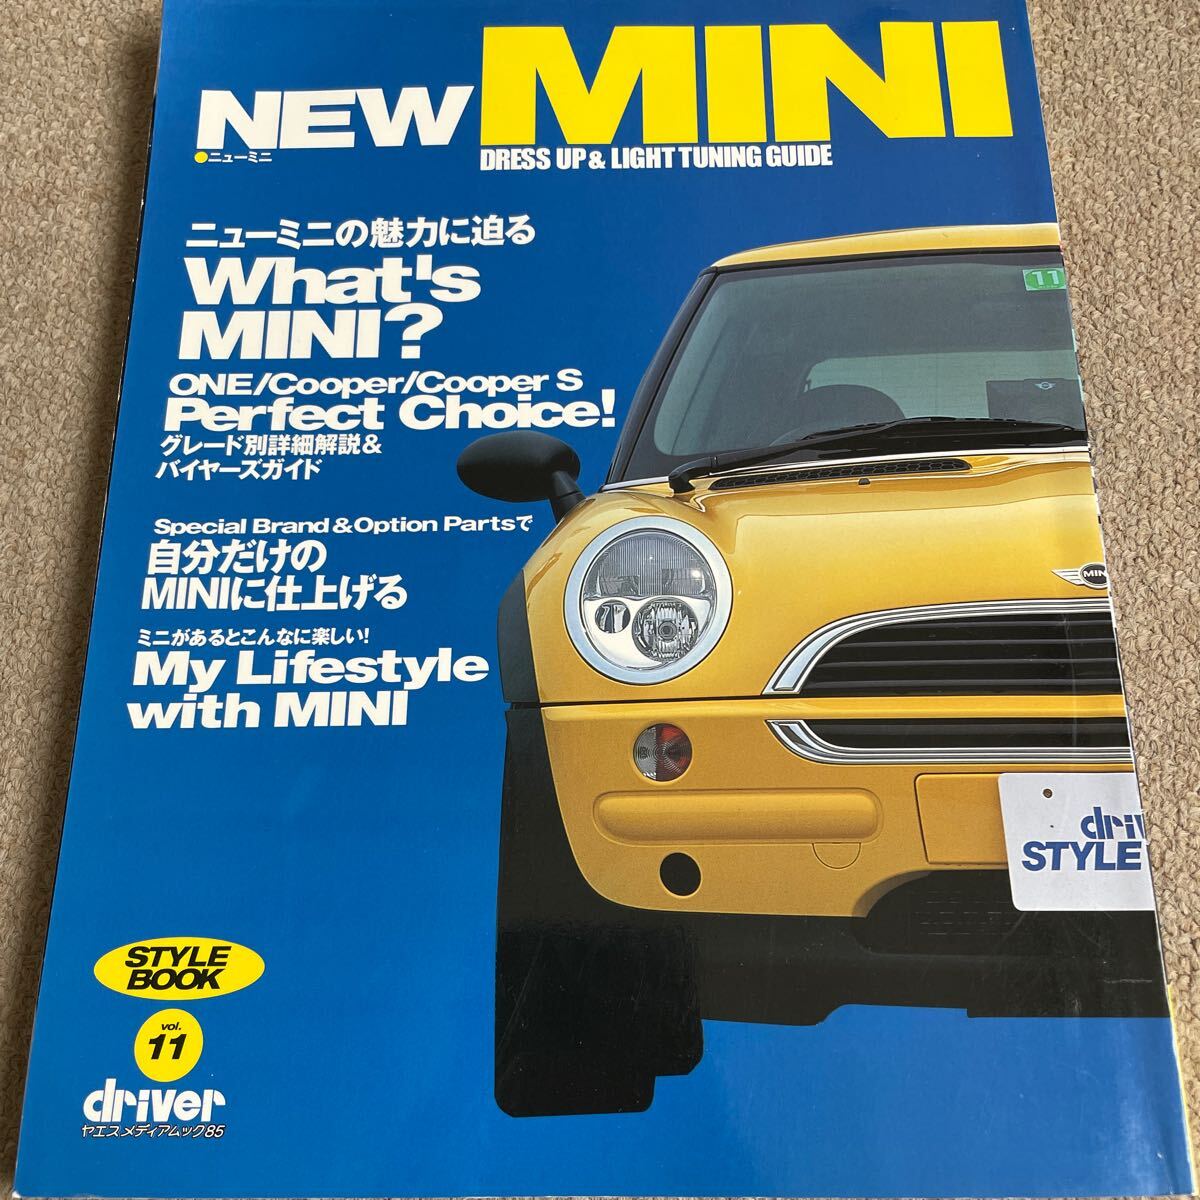 NEW MINI
●ニューミニ
DRESS UP & LIGHT TUNING GUIDE
ニューミニの魅力に迫る
What's
MINI?
ONE/Cooper/Cooper S
Perfect Choice!
グレード別詳細解説&
バイヤーズガイド
Special Brand & Option Partsで
自分だけの
MINIに仕上げる
ミニがあるとこんなに楽しい!
My Lifestyle
with MINI
11
MINI
driv
STYLE
STYLE
BOOK
vol.
11
driver
ヤエスメディアムック85